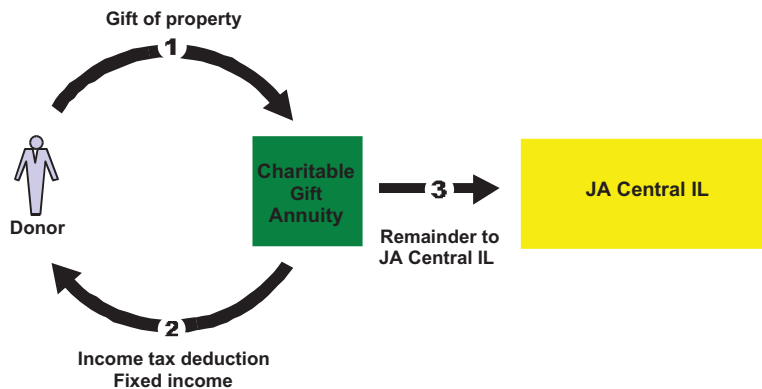 Gift of property
1
Donor
Charitable
Gift
Annuity
3
Remainder to
JA Central IL
JA Central IL
2
Income tax deduction
Fixed income